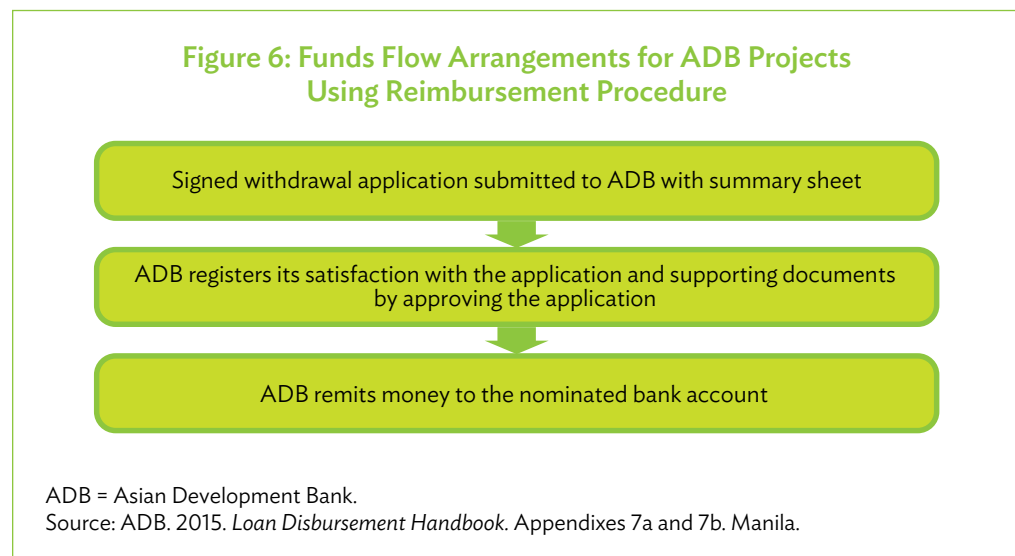 Figure 6: Funds Flow Arrangements for ADB Projects
Using Reimbursement Procedure
Signed withdrawal application submitted to ADB with summary sheet
ADB registers its satisfaction with the application and supporting documents
by approving the application
ADB remits money to the nominated bank account
ADB = Asian Development Bank.
Source: ADB. 2015. Loan Disbursement Handbook. Appendixes 7a and 7b. Manila.